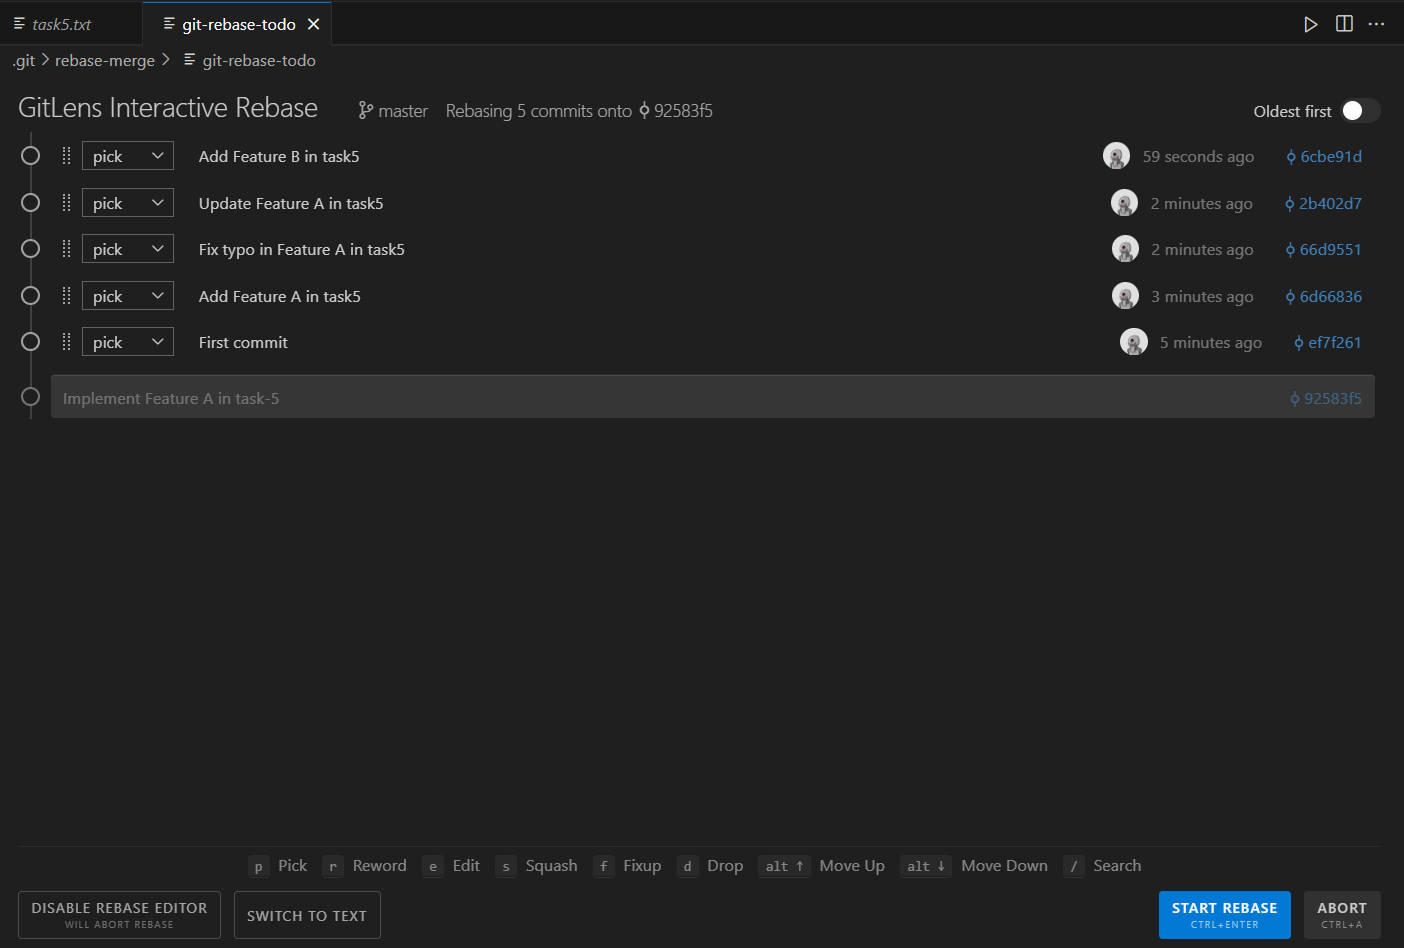 task5.txt git-rebase-todo
.git rebase-merge git-rebase-todo
GitLens Interactive Rebase master Rebasing 5 commits onto 92583f5 Oldest first
pick Add Feature B in task5 59 seconds ago 6cbe91d
pick Update Feature A in task5 2 minutes ago 2b402d7
pick Fix typo in Feature A in task5 2 minutes ago 66d9551
pick Add Feature A in task5 3 minutes ago 6d66836
pick First commit 5 minutes ago ef7f261
Implement Feature A in task-5 92583f5
p Pick r Reword e Edit s Squash f Fixup d Drop alt ↑ Move Up alt ↓ Move Down / Search
DISABLE REBASE EDITOR SWITCH TO TEXT START REBASE ABORT
WILL ABORT REBASE CTRL+ENTER CTRL+A